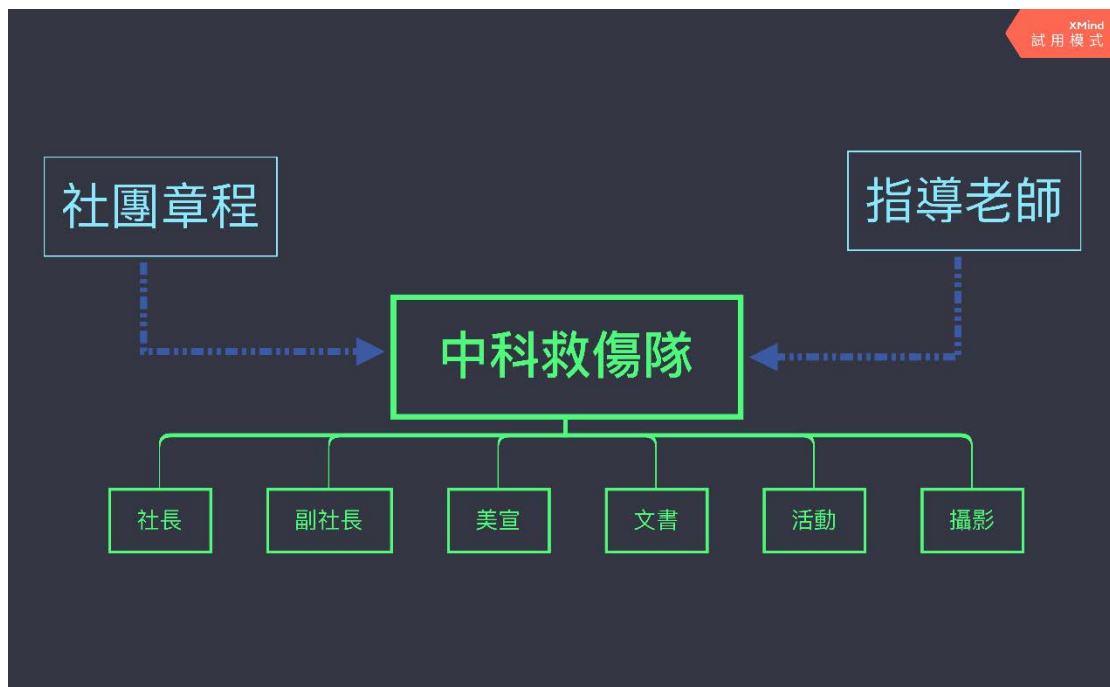 XMind
試用模式
社團章程
指導老師
中科救傷隊
社長
副社長
美宣
文書
活動
攝影